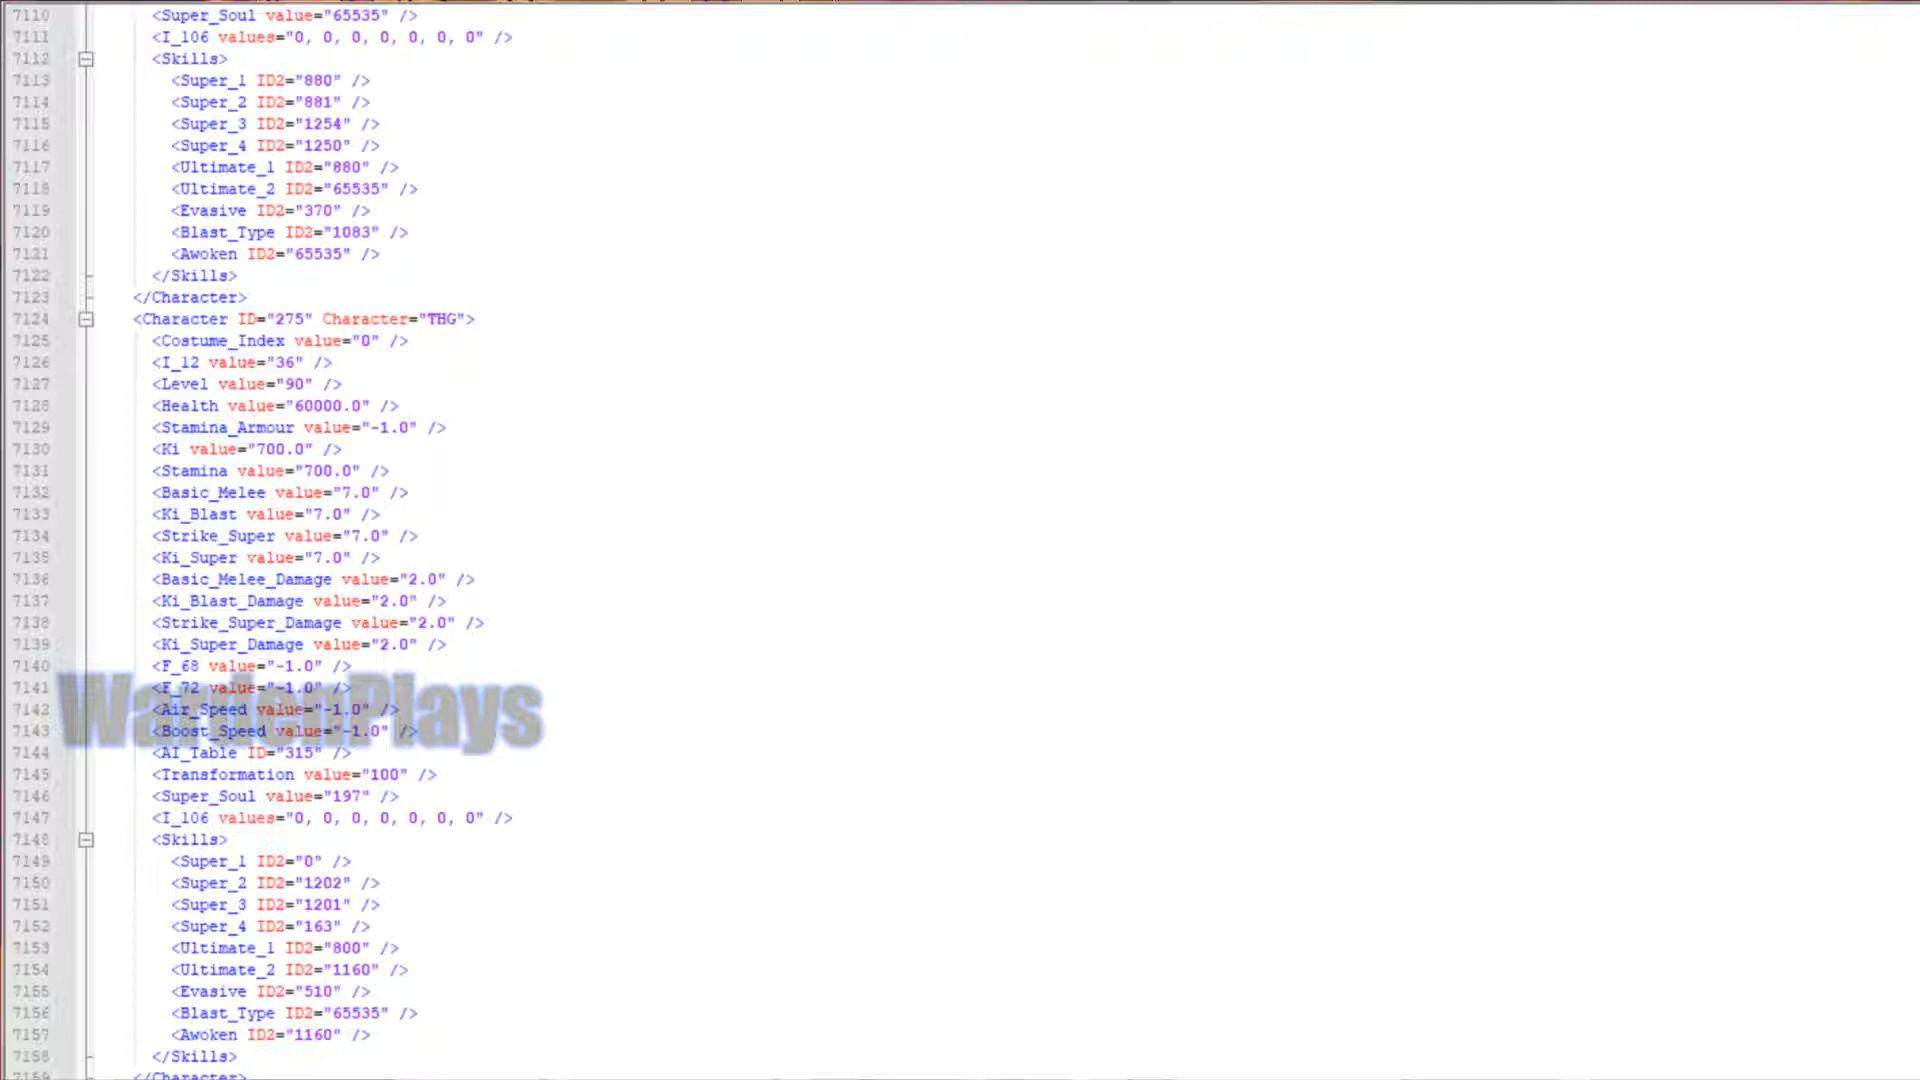 7110 <Super_Soul value="65535" />
7111 <I_106 values="0, 0, 0, 0, 0, 0, 0" />
7112 <Skills>
7113 <Super_1 ID2="880" />
7114 <Super_2 ID2="881" />
7115 <Super_3 ID2="1254" />
7116 <Super_4 ID2="1250" />
7117 <Ultimate_1 ID2="880" />
7118 <Ultimate_2 ID2="65535" />
7119 <Evasive ID2="370" />
7120 <Blast_Type ID2="1083" />
7121 <Awoken ID2="65535" />
7122 </Skills>
7123 </Character>
7124 <Character ID="275" Character="THG">
7125 <Costume_Index value="0" />
7126 <I_12 value="36" />
7127 <Level value="90" />
7128 <Health value="60000.0" />
7129 <Stamina_Armour value="-1.0" />
7130 <Ki value="700.0" />
7131 <Stamina value="700.0" />
7132 <Basic_Melee value="7.0" />
7133 <Ki_Blast value="7.0" />
7134 <Strike_Super value="7.0" />
7135 <Ki_Super value="7.0" />
7136 <Basic_Melee_Damage value="2.0" />
7137 <Ki_Blast_Damage value="2.0" />
7138 <Strike_Super_Damage value="2.0" />
7139 <Ki_Super_Damage value="2.0" />
7140 <F_68 value="-1.0" />
7141 <F_72 value="-1.0" />
WardenPlays
7142 <Air_Speed value="-1.0" />
7143 <Boost_Speed value="-1.0" />
7144 <AI_Table ID="315" />
7145 <Transformation value="100" />
7146 <Super_Soul value="197" />
7147 <I_106 values="0, 0, 0, 0, 0, 0, 0" />
7148 <Skills>
7149 <Super_1 ID2="0" />
7150 <Super_2 ID2="1202" />
7151 <Super_3 ID2="1201" />
7152 <Super_4 ID2="163" />
7153 <Ultimate_1 ID2="800" />
7154 <Ultimate_2 ID2="1160" />
7155 <Evasive ID2="510" />
7156 <Blast_Type ID2="65535" />
7157 <Awoken ID2="1160" />
7158 </Skills>
7159 </Character>